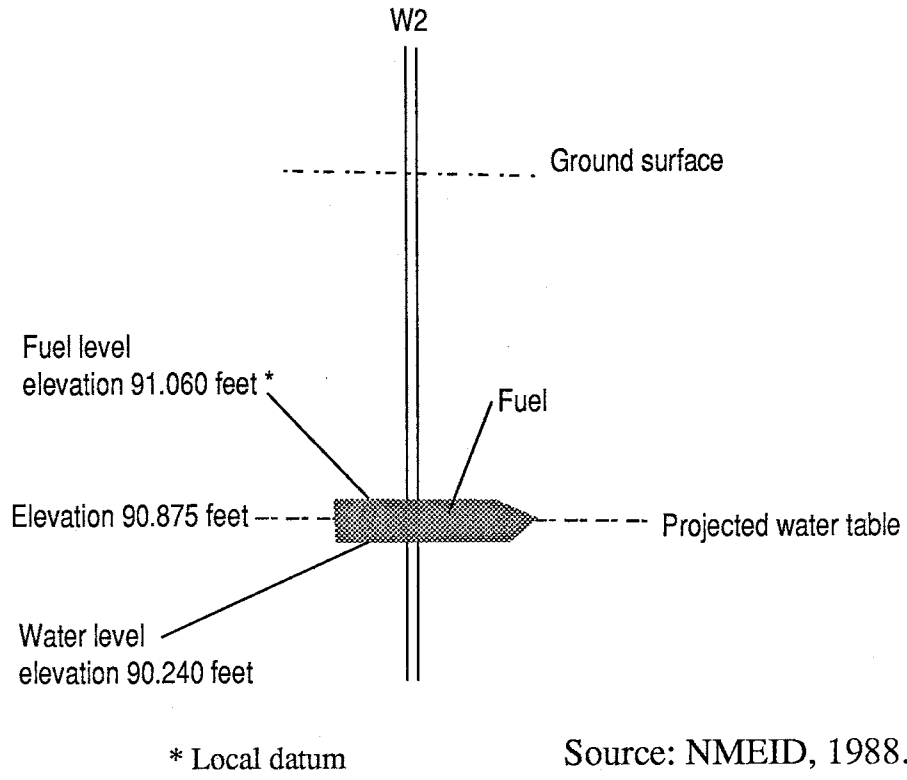 W2
Ground surface
Fuel level
elevation 91.060 feet *
Fuel
Elevation 90.875 feet
Projected water table
Water level
elevation 90.240 feet
* Local datum
Source: NMEID, 1988.